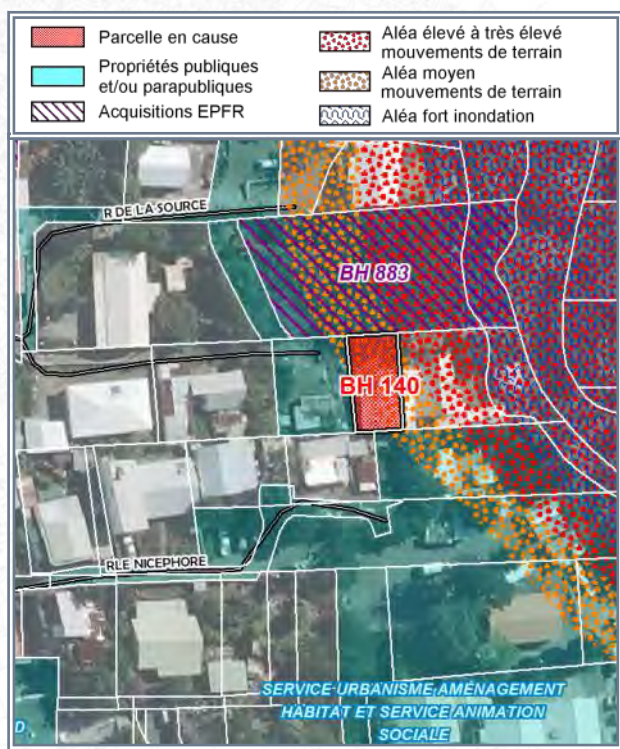 Parcelle en cause
Propriétés publiques
et/ou parapubliques
Acquisitions EPFR
Aléa élevé à très élevé
mouvements de terrain
Aléa moyen
mouvements de terrain
Aléa fort inondation
R DE LA SOURCE
BH 883
BH 140
RLE NICEPHORE
SERVICE URBANISME AMÉNAGEMENT
HABITAT ET SERVICE ANIMATION
SOCIALE
D